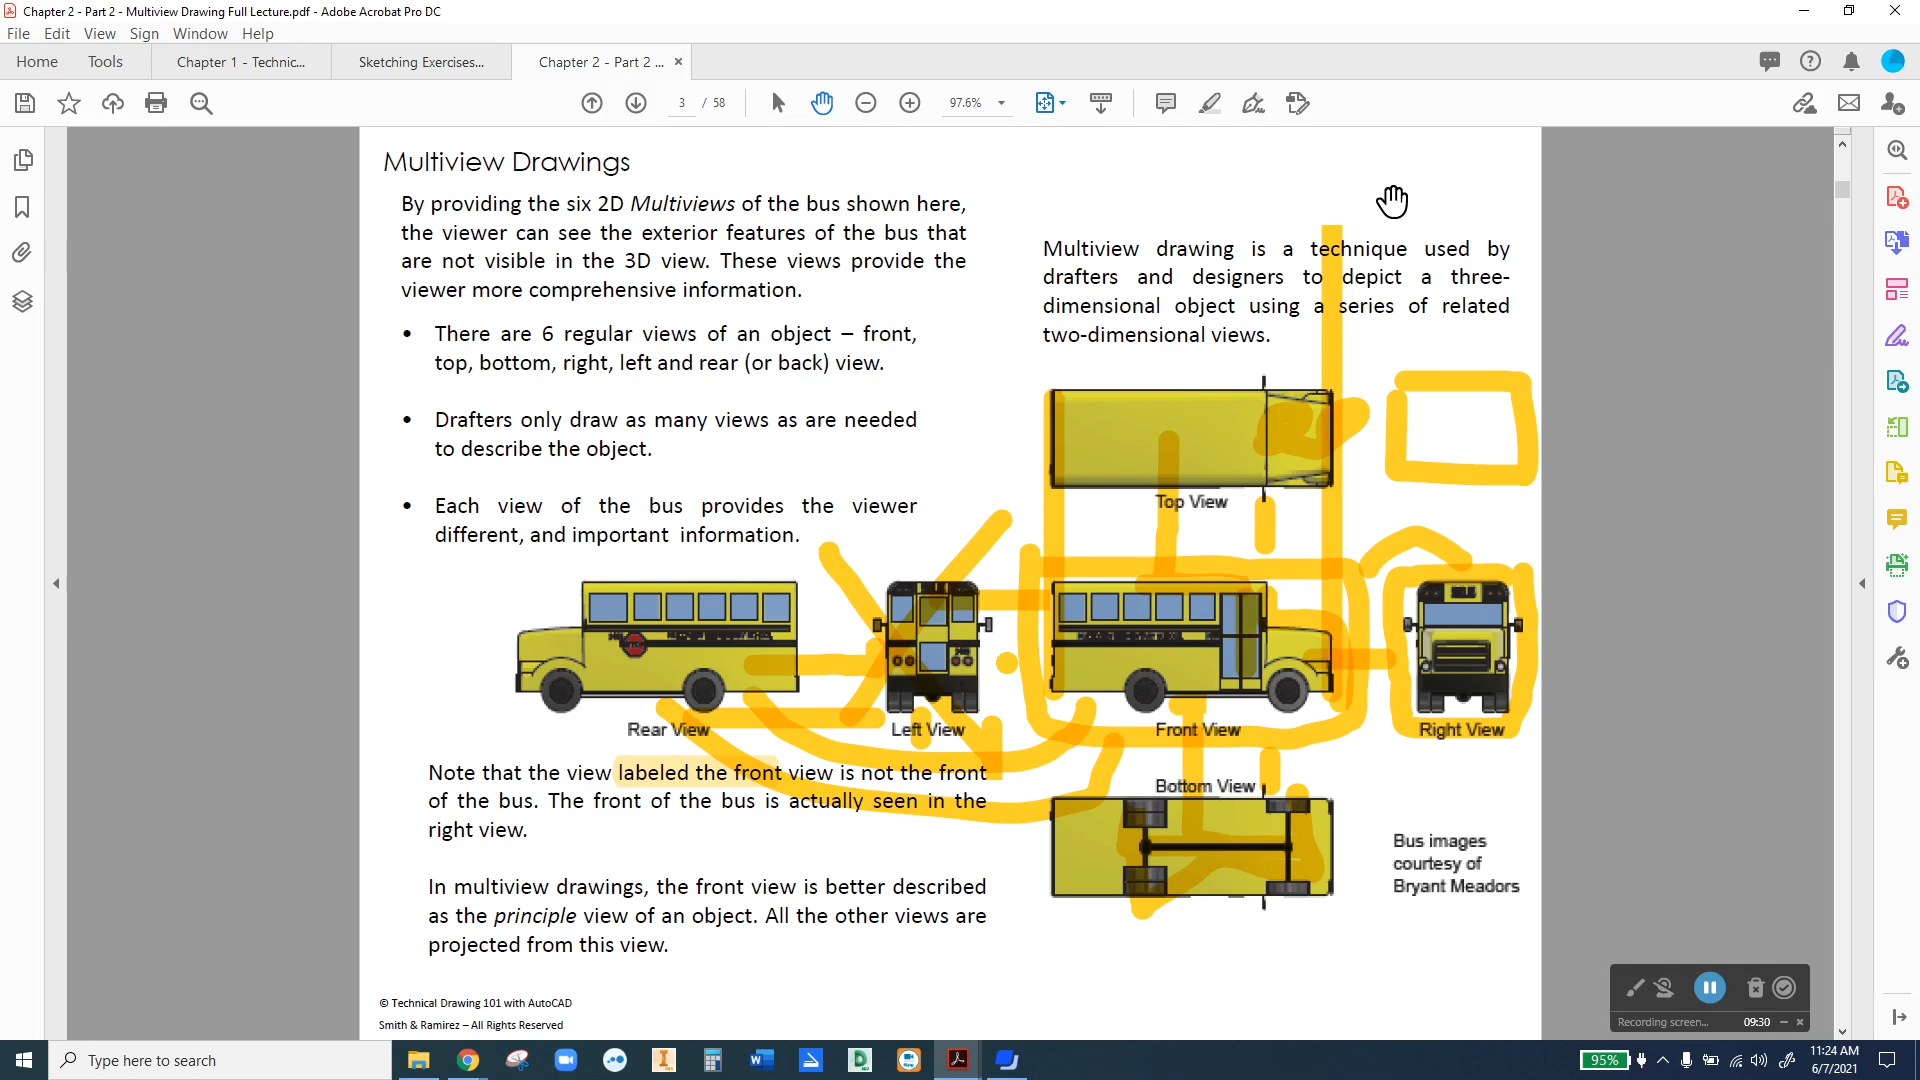 Chapter 2 - Part 2 - Multiview Drawing Full Lecture.pdf - Adobe Acrobat Pro DC
File Edit View Sign Window Help
Home Tools Chapter 1 - Technic... Sketching Exercises... Chapter 2 - Part 2 ... ×
3 / 58 97.6%
Multiview Drawings
By providing the six 2D Multiviews of the bus shown here,
the viewer can see the exterior features of the bus that
are not visible in the 3D view. These views provide the
viewer more comprehensive information.
• There are 6 regular views of an object – front,
top, bottom, right, left and rear (or back) view.
• Drafters only draw as many views as are needed
to describe the object.
• Each view of the bus provides the viewer
different, and important information.
Multiview drawing is a technique used by
drafters and designers to depict a three-
dimensional object using a series of related
two-dimensional views.
Top View
Rear View
Left View
Front View
Right View
Bottom View
Note that the view labeled the front view is not the front
of the bus. The front of the bus is actually seen in the
right view.
In multiview drawings, the front view is better described
as the principle view of an object. All the other views are
projected from this view.
Bus images
courtesy of
Bryant Meadors
© Technical Drawing 101 with AutoCAD
Smith & Ramirez – All Rights Reserved
Recording screen... 09:30
Type here to search
95%
11:24 AM
6/7/2021